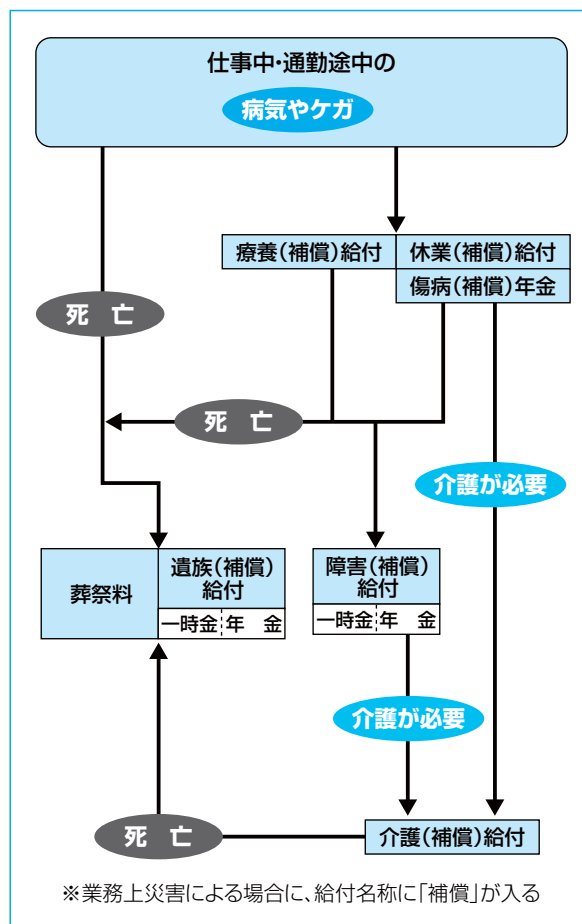 仕事中・通勤途中の
病気やケガ
療養(補償)給付
休業(補償)給付
傷病(補償)年金
死　亡
死　亡
介護が必要
葬祭料
遺族(補償)
給付
一時金
年　金
障害(補償)
給付
一時金
年　金
介護が必要
死　亡
介護(補償)給付
※業務上災害による場合に、給付名称に「補償」が入る